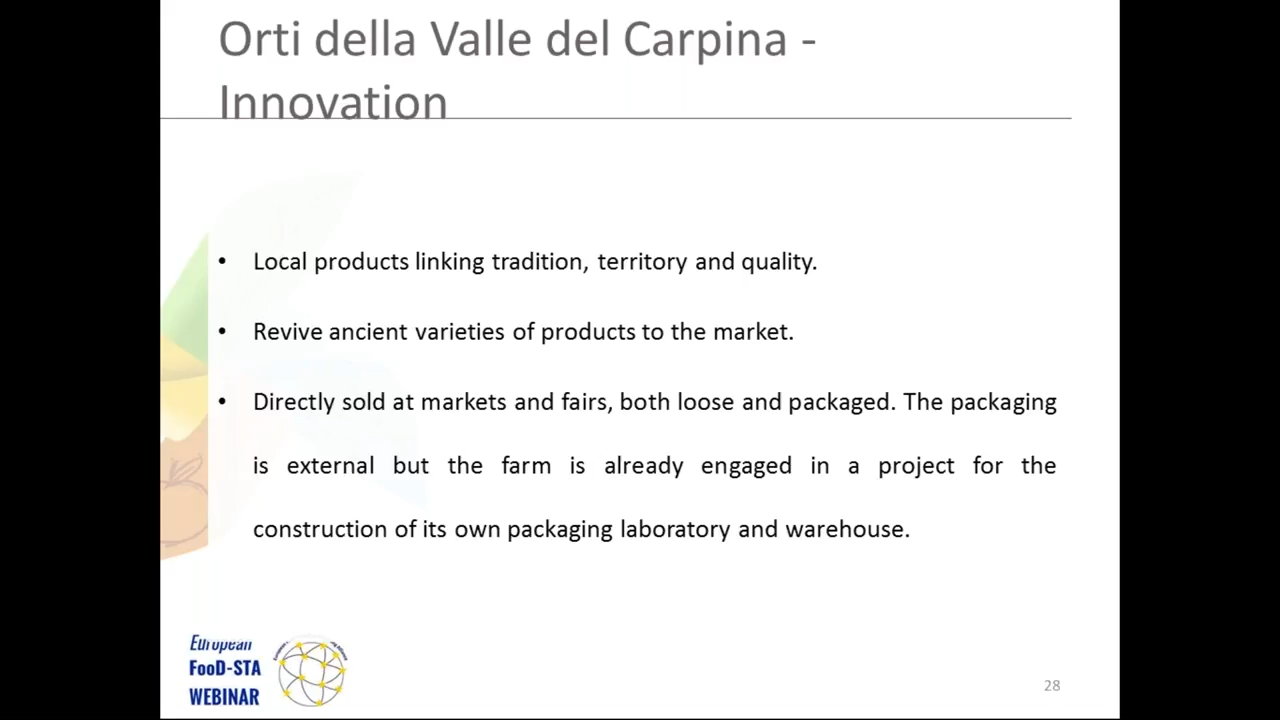 Orti della Valle del Carpina -
Innovation
• Local products linking tradition, territory and quality.
• Revive ancient varieties of products to the market.
• Directly sold at markets and fairs, both loose and packaged. The packaging
is external but the farm is already engaged in a project for the
construction of its own packaging laboratory and warehouse.
European
FooD-STA
WEBINAR
28